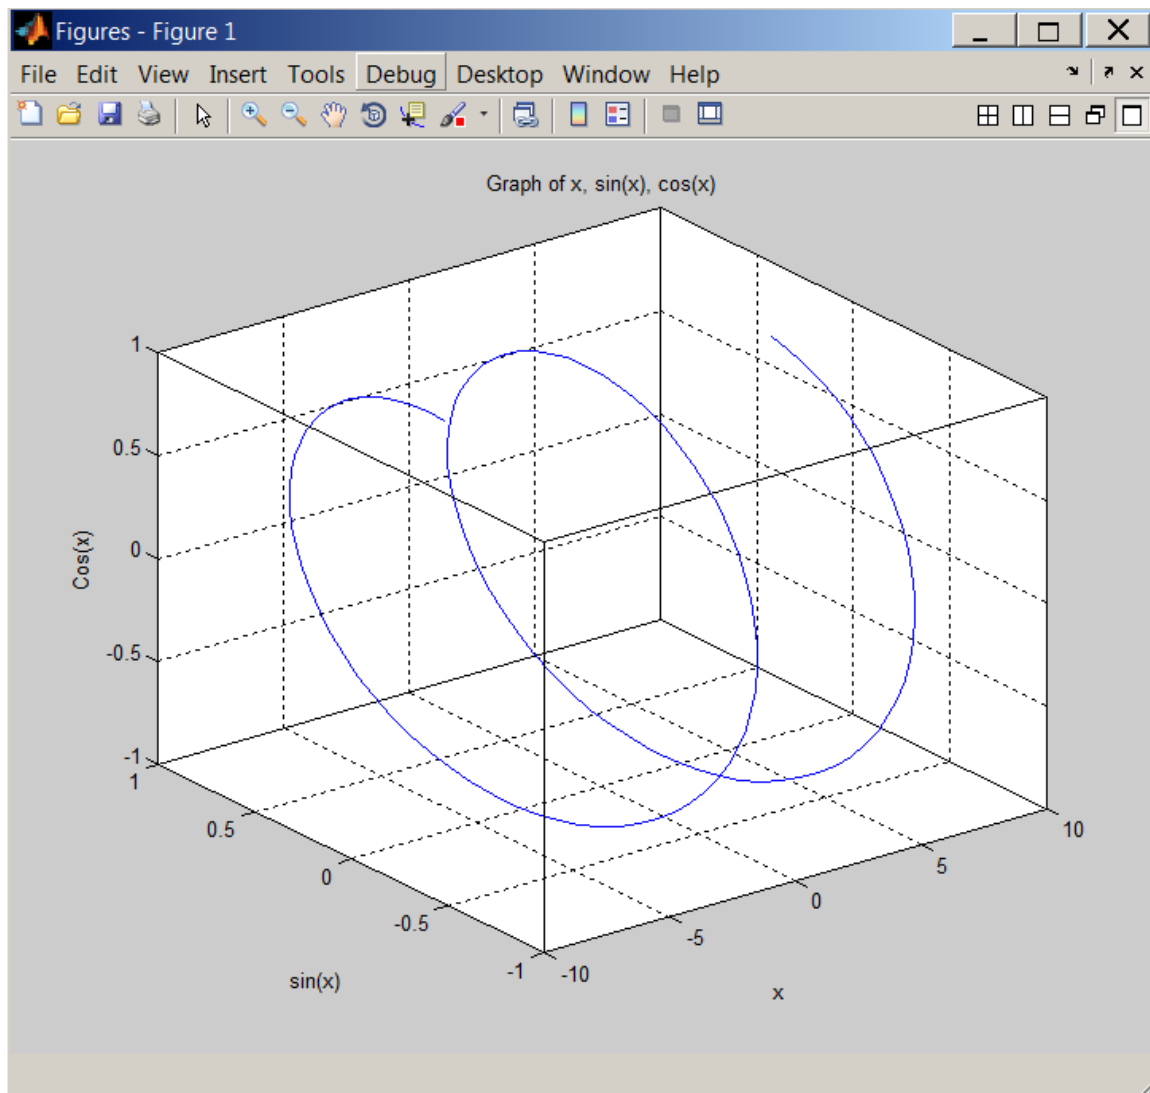 Figures - Figure 1
File Edit View Insert Tools Debug Desktop Window Help
Graph of x, sin(x), cos(x)
1
0.5
0
-0.5
-1
Cos(x)
1
0.5
0
-0.5
-1
sin(x)
-10
-5
0
5
10
x